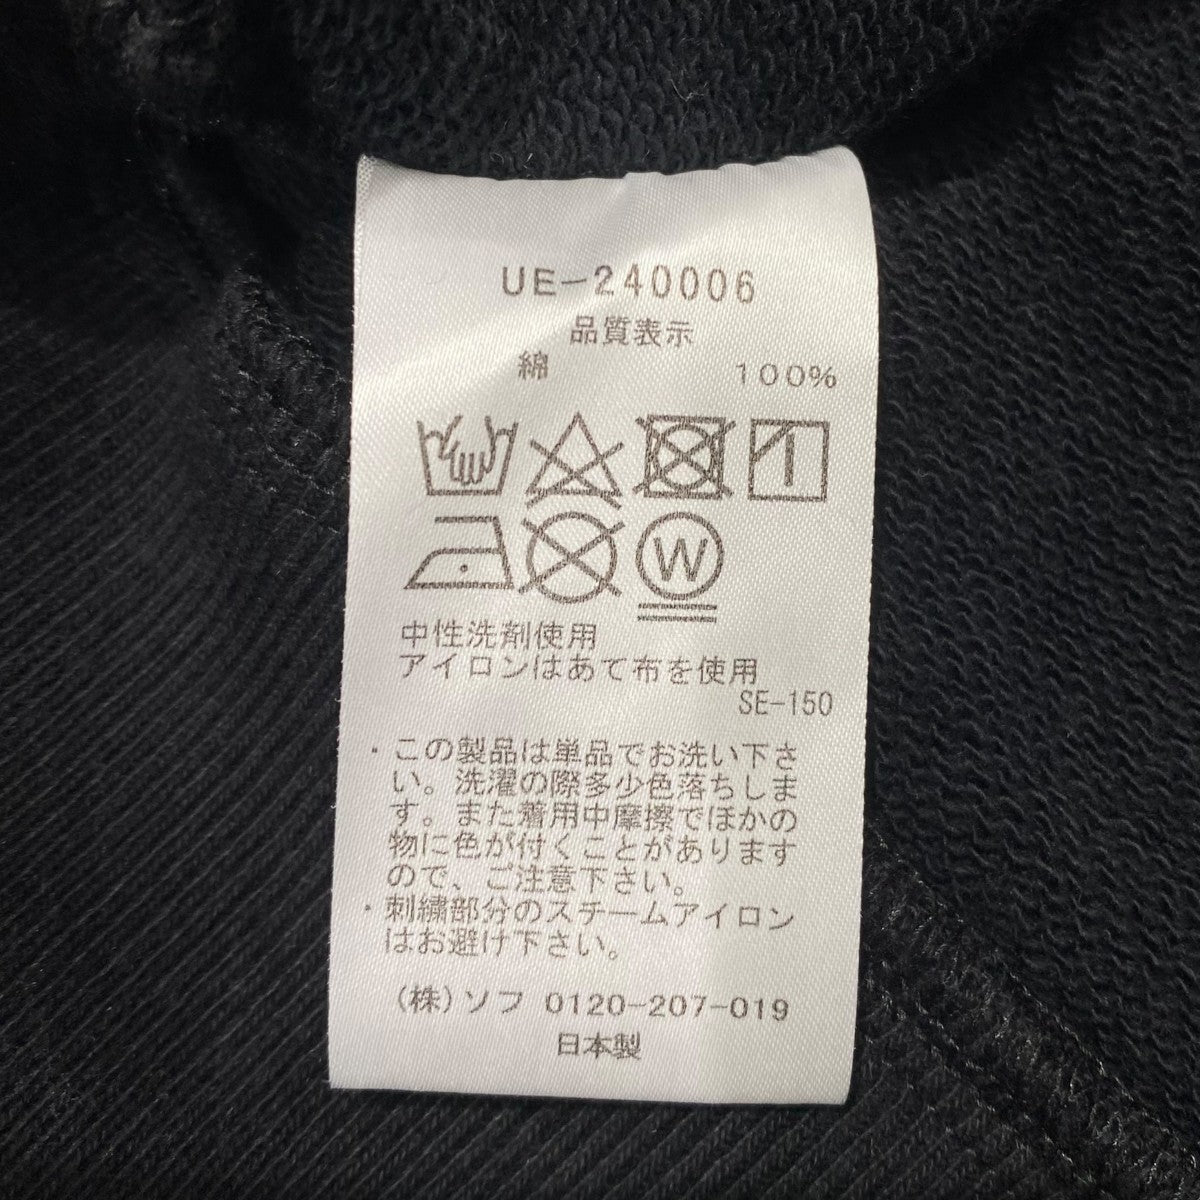 UE-240006
品質表示
綿 100%
W
中性洗剤使用
アイロンはあて布を使用
SE-150
・この製品は単品でお洗い下さ
い。洗濯の際多少色落ちしま
す。また着用中摩擦でほかの
物に色が付くことがあります
ので、ご注意下さい。
・刺繍部分のスチームアイロン
はお避け下さい。
(株)ソフ 0120-207-019
日本製